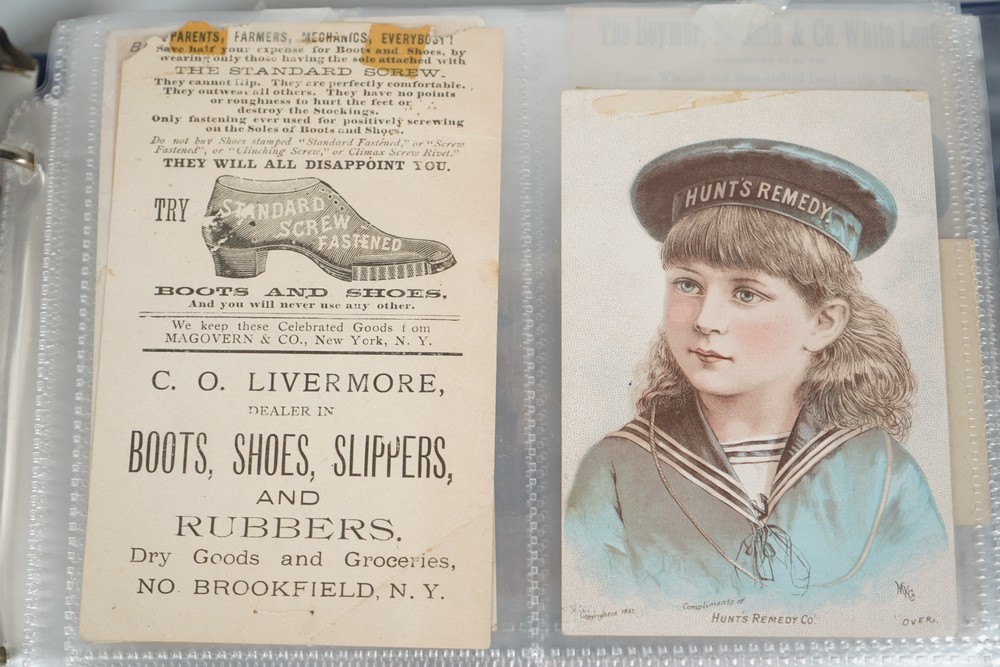 PARENTS, FARMERS, MECHANICS, EVERYBODY!
Save half your expense for Boots and Shoes, by
wearing only those having the sole attached with
THE STANDARD SCREW.
They cannot Rip. They are perfectly comfortable.
They outwear all others. They have no points
or roughness to hurt the feet or
destroy the Stockings.
Only fastening ever used for positively screwing
on the Soles of Boots and Shoes.
Do not buy Shoes stamped "Standard Fastened," or "Screw
Fastened", or "Clinching Screw," or Climax Screw Rivet."
THEY WILL ALL DISAPPOINT YOU.
TRY
STANDARD
SCREW
FASTENED
BOOTS AND SHOES,
And you will never use any other.
We keep these Celebrated Goods f om
MAGOVERN & CO., New York, N. Y.
C. O. LIVERMORE,
DEALER IN
BOOTS, SHOES, SLIPPERS,
AND
RUBBERS.
Dry Goods and Groceries,
NO. BROOKFIELD, N. Y.
& Co White Lead
HUNT'S REMEDY.
MKG
Copyrighted 1883.
Compliments of
HUNT'S REMEDY CO.
OVER.